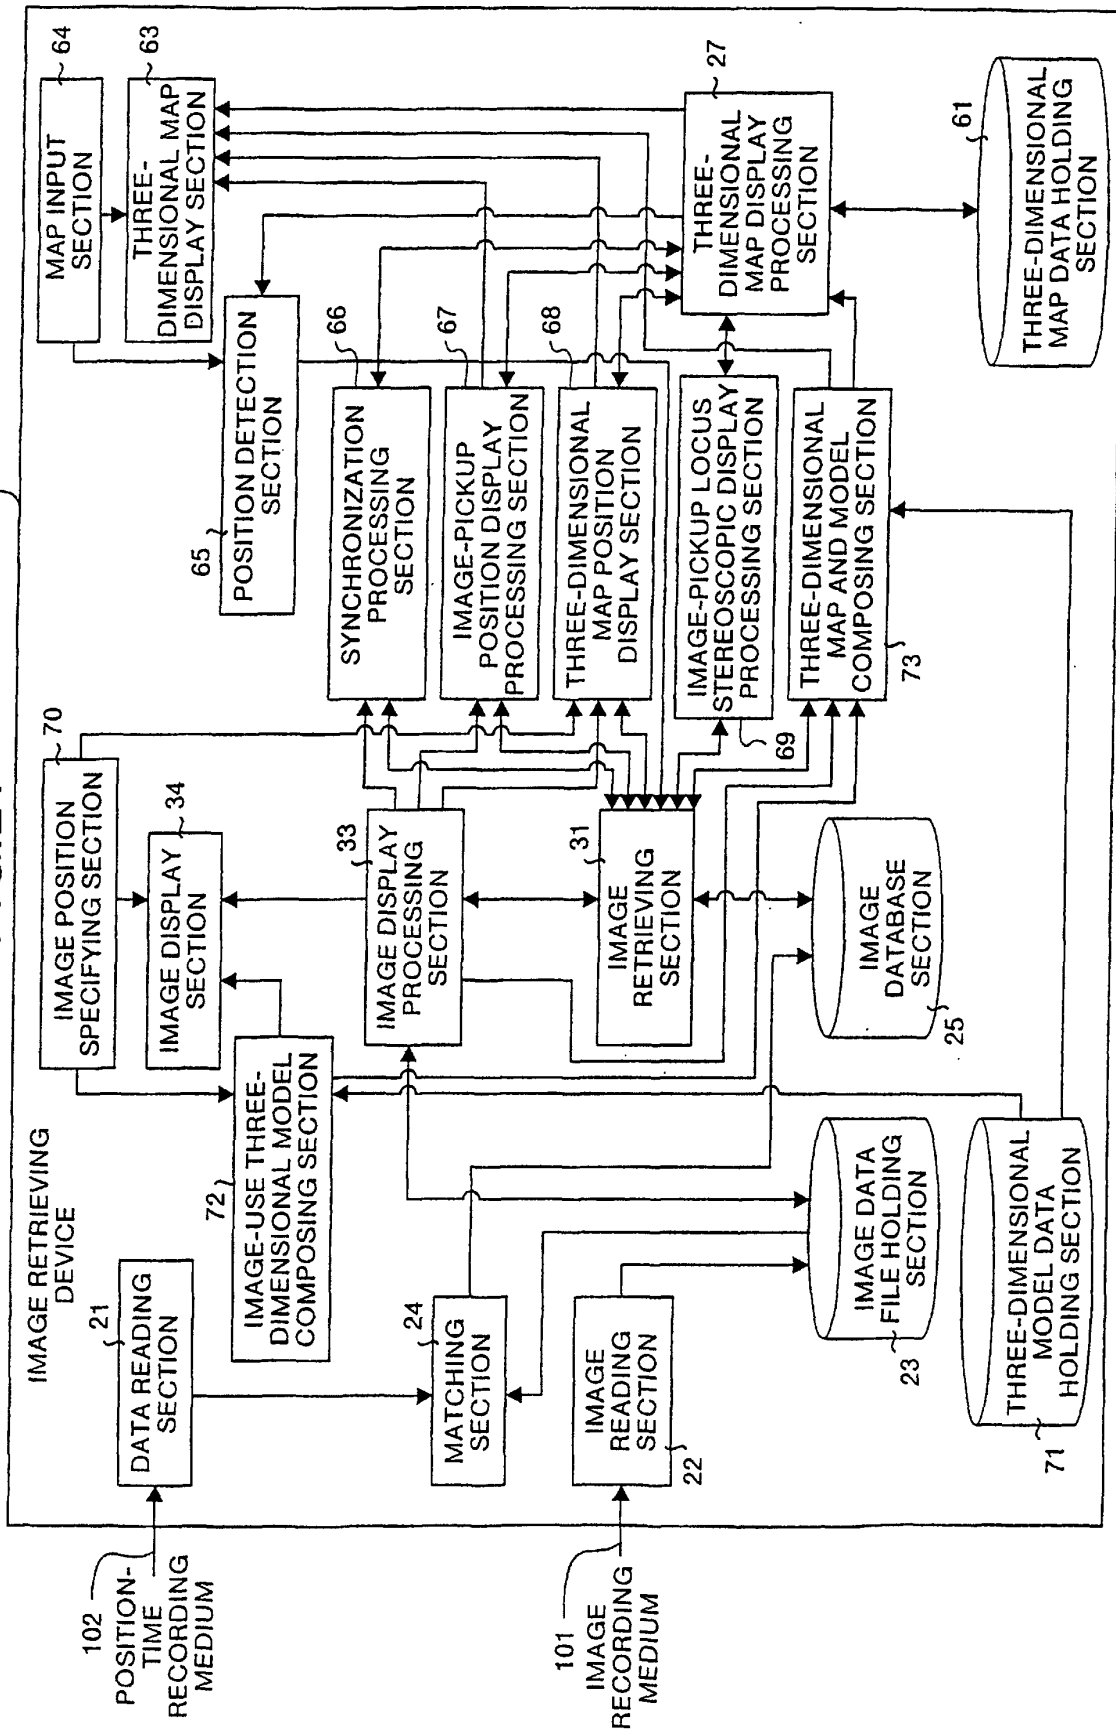 IMAGE RETRIEVING
DEVICE
102
POSITION-
TIME
RECORDING
MEDIUM
101
IMAGE
RECORDING
MEDIUM
21
DATA READING
SECTION
72
IMAGE-USE THREE-
DIMENSIONAL MODEL
COMPOSING SECTION
24
MATCHING
SECTION
IMAGE
READING
SECTION
22
IMAGE DATA
FILE HOLDING
SECTION
23
THREE-DIMENSIONAL
MODEL DATA
HOLDING SECTION
71
70
IMAGE POSITION
SPECIFYING SECTION
34
IMAGE DISPLAY
SECTION
33
IMAGE DISPLAY
PROCESSING
SECTION
31
IMAGE
RETRIEVING
SECTION
IMAGE
DATABASE
SECTION
25
64
MAP INPUT
SECTION
63
THREE-
DIMENSIONAL MAP
DISPLAY SECTION
65
POSITION DETECTION
SECTION
66
SYNCHRONIZATION
PROCESSING
SECTION
67
IMAGE-PICKUP
POSITION DISPLAY
PROCESSING SECTION
68
THREE-DIMENSIONAL
MAP POSITION
DISPLAY SECTION
IMAGE-PICKUP LOCUS
STEREOSCOPIC DISPLAY
PROCESSING SECTION
69
THREE-DIMENSIONAL
MAP AND MODEL
COMPOSING SECTION
73
27
THREE-
DIMENSIONAL
MAP DISPLAY
PROCESSING
SECTION
61
THREE-DIMENSIONAL
MAP DATA HOLDING
SECTION